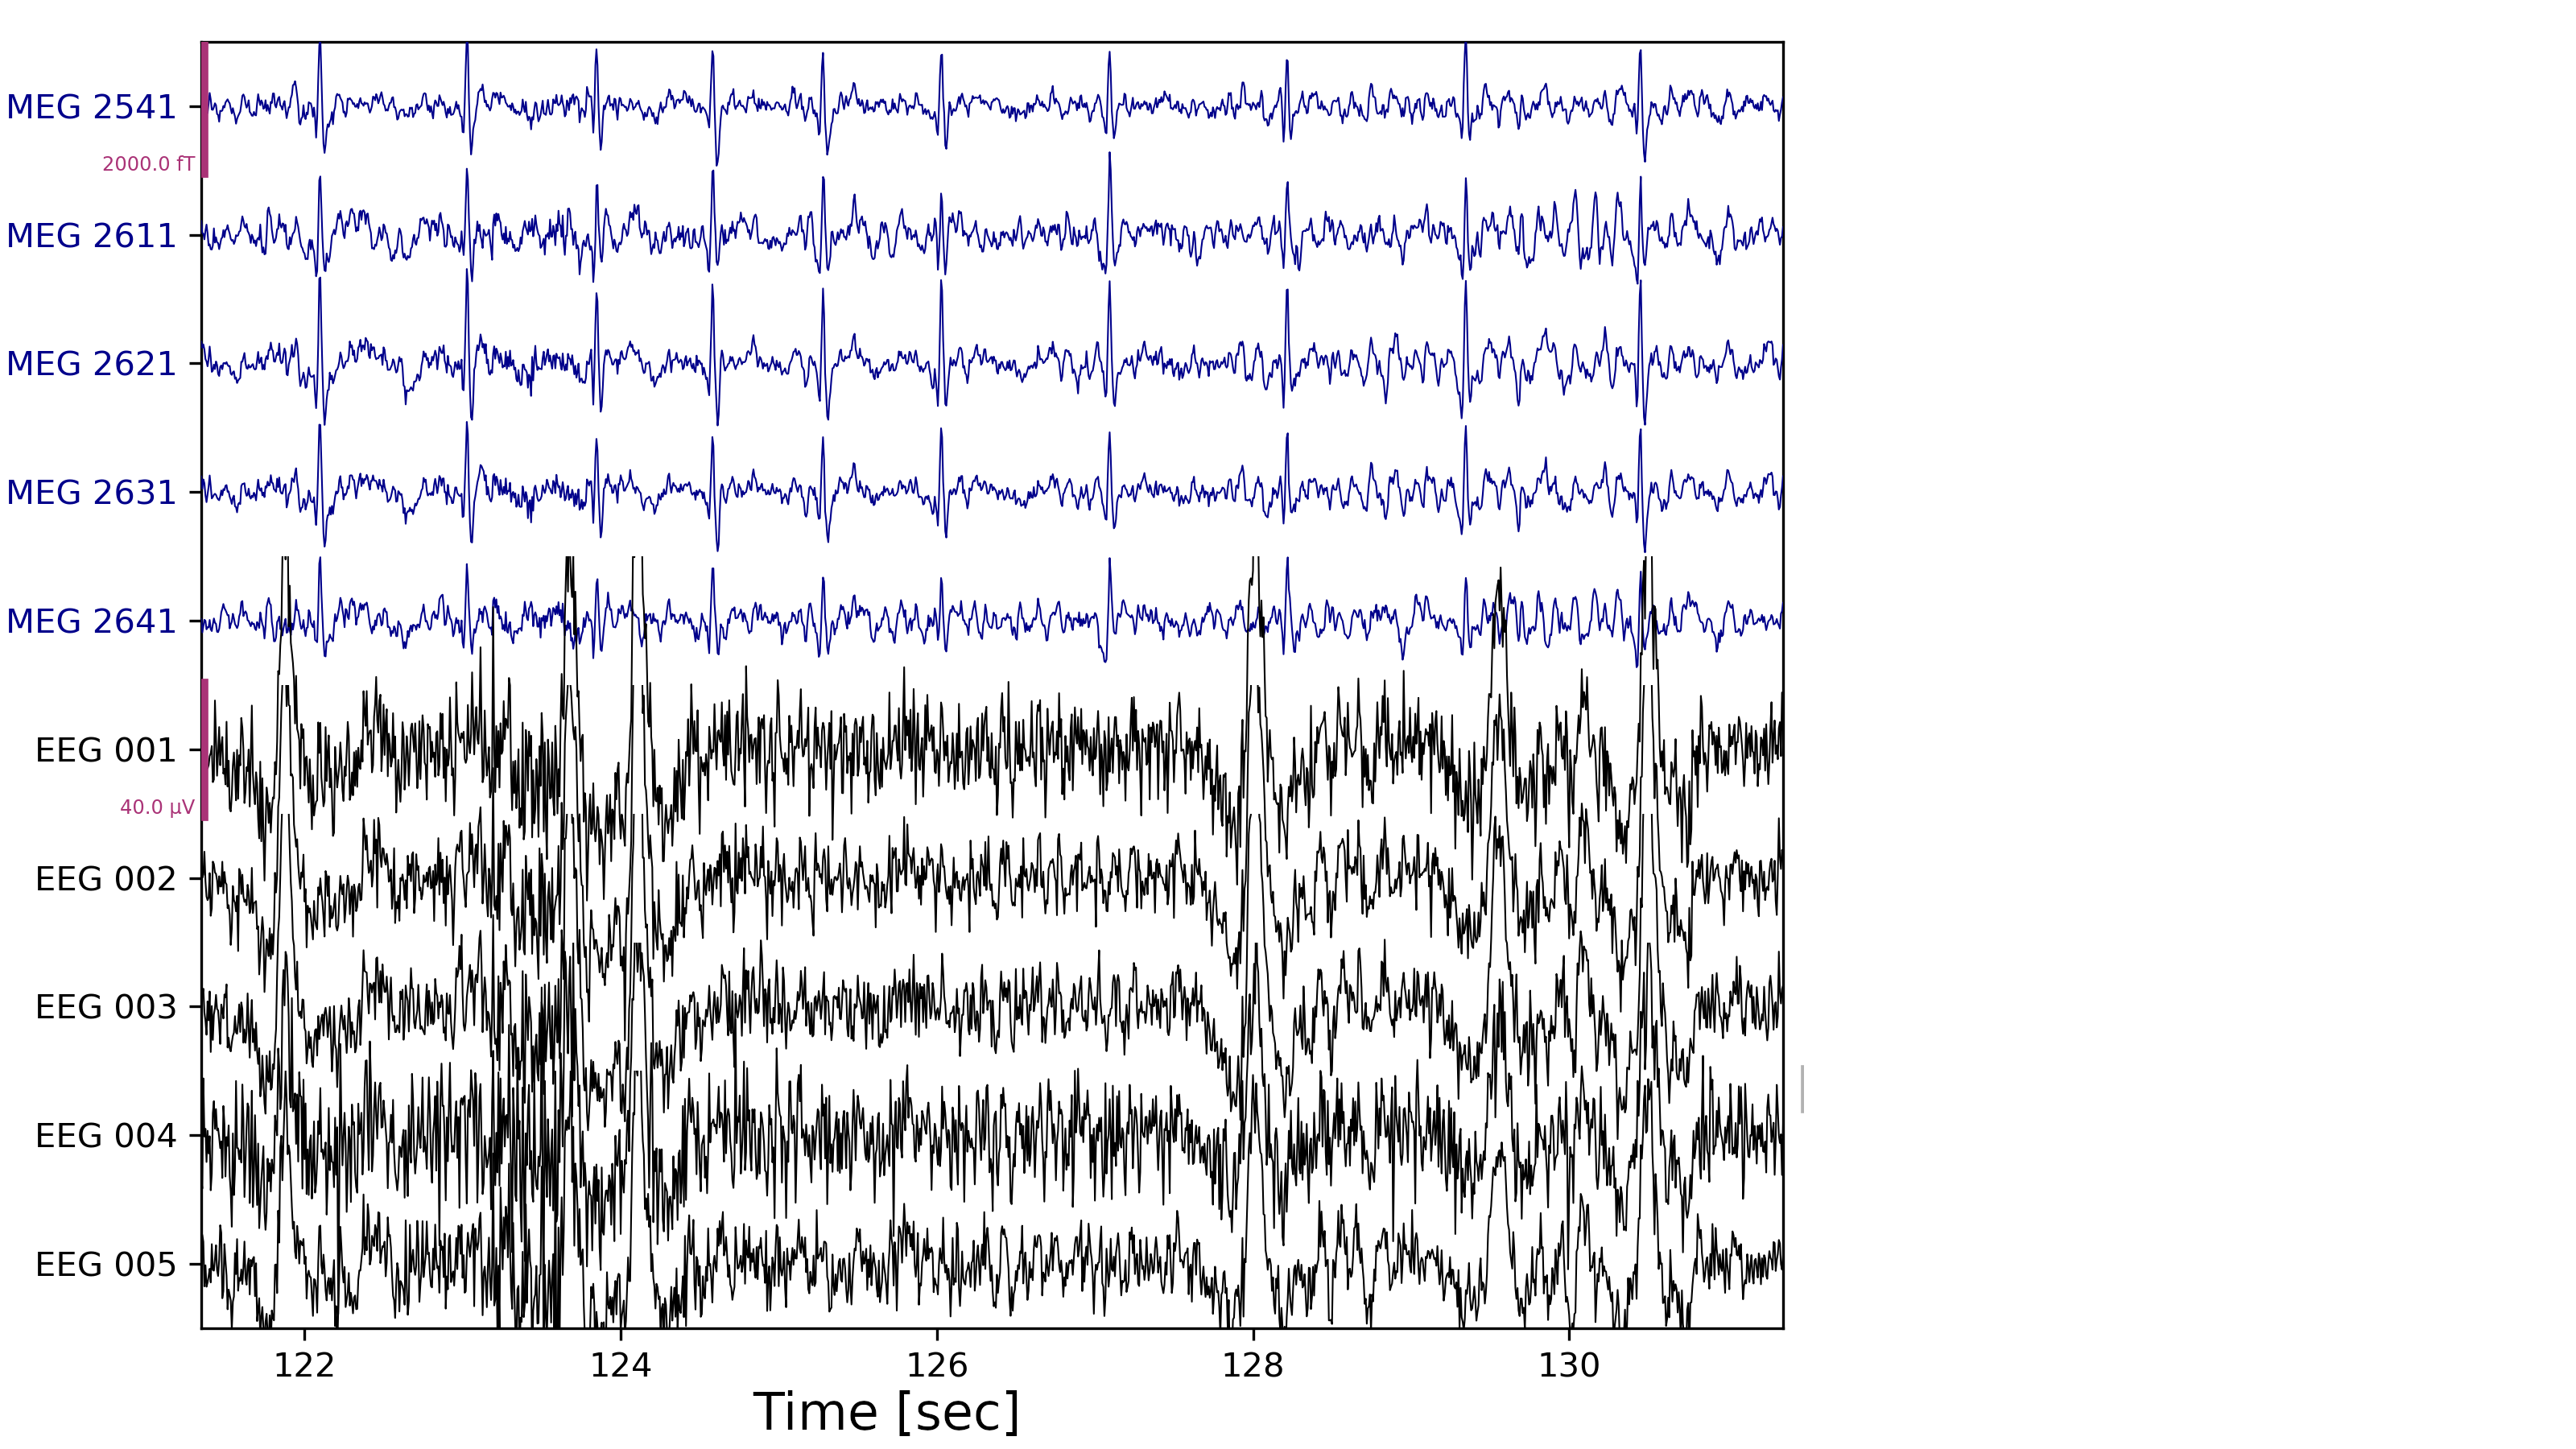 MEG 2541
2000.0 fT
MEG 2611
MEG 2621
MEG 2631
MEG 2641
EEG 001
40.0 µV
EEG 002
EEG 003
EEG 004
EEG 005
122 124 126 128 130
Time [sec]